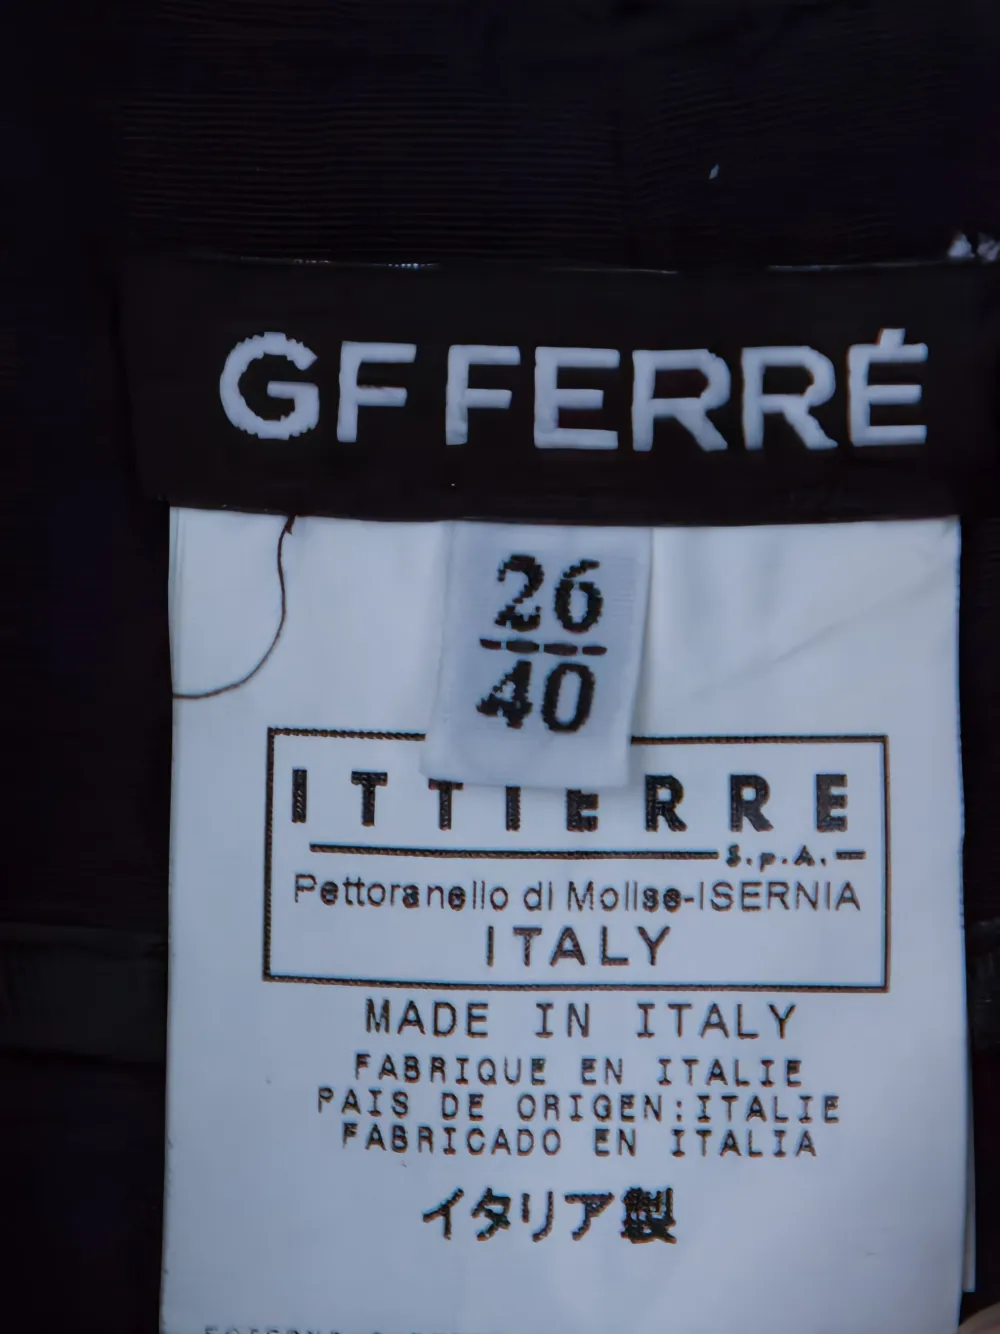 GF FERRÉ
26
40
ITTIERRE
S.p.A.
Pettoranello di Molise-ISERNIA
ITALY
MADE IN ITALY
FABRIQUE EN ITALIE
PAIS DE ORIGEN:ITALIE
FABRICADO EN ITALIA
イタリア製